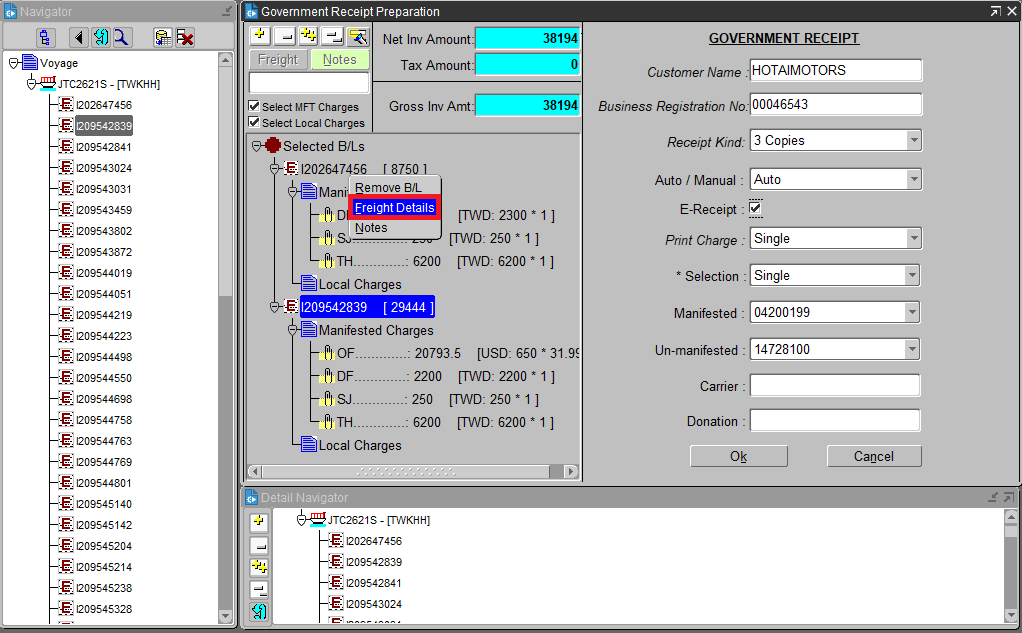 Navigator
Voyage
JTC2621S - [TWKHH]
I202647456
I209542839
I209542841
I209543024
I209543031
I209543459
I209543802
I209543872
I209544019
I209544051
I209544219
I209544223
I209544498
I209544550
I209544698
I209544758
I209544763
I209544769
I209544801
I209545140
I209545142
I209545204
I209545214
I209545238
I209545328
Government Receipt Preparation
Freight Notes
Select MFT Charges
Select Local Charges
Net Inv Amount: 38194
Tax Amount: 0
Gross Inv Amt: 38194
Selected B/Ls
I202647456 [ 8750 ]
Mani
Remove B/L
Freight Details
Notes
[TWD: 2300 * 1 ]
SJ 250 [TWD: 250 * 1 ]
TH............: 6200 [TWD: 6200 * 1 ]
Local Charges
I209542839 [ 29444 ]
Manifested Charges
OF............: 20793.5 [USD: 650 * 31.99
DF............: 2200 [TWD: 2200 * 1 ]
SJ............: 250 [TWD: 250 * 1 ]
TH............: 6200 [TWD: 6200 * 1 ]
Local Charges
GOVERNMENT RECEIPT
Customer Name : HOTAIMOTORS
Business Registration No: 00046543
Receipt Kind: 3 Copies
Auto / Manual : Auto
E-Receipt :
Print Charge : Single
* Selection : Single
Manifested : 04200199
Un-manifested : 14728100
Carrier :
Donation :
Ok Cancel
Detail Navigator
JTC2621S - [TWKHH]
I202647456
I209542839
I209542841
I209543024